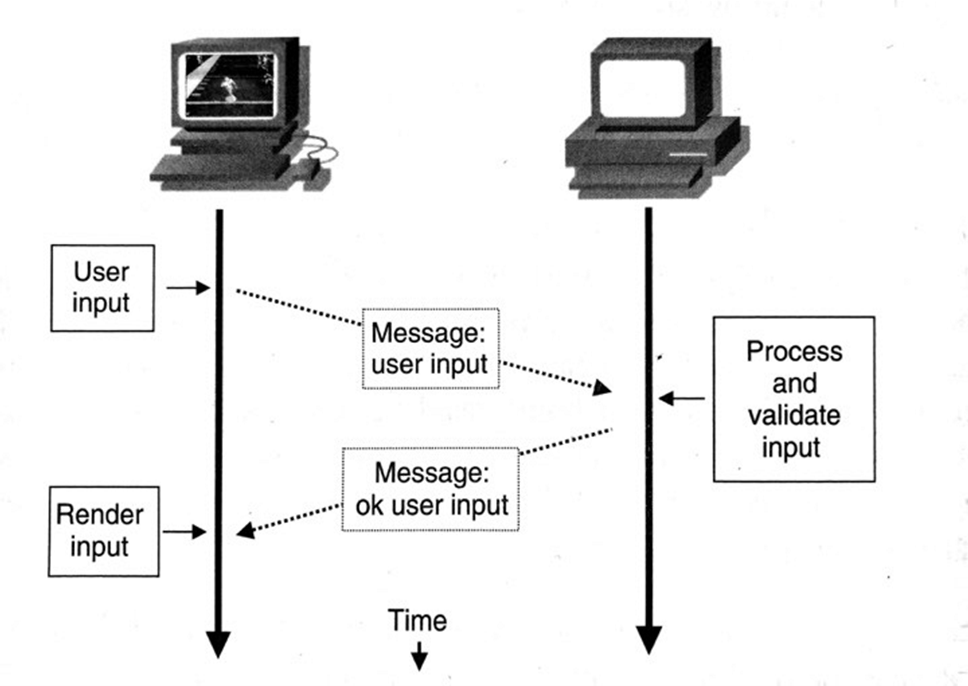 User
input
Message:
user input
Process
and
validate
input
Message:
ok user input
Render
input
Time